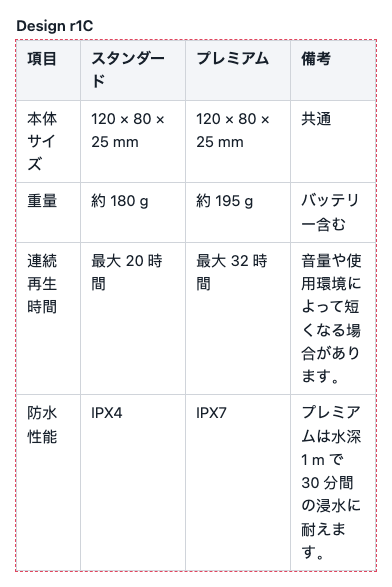 Design r1C
項目 スタンダー プレミアム 備考
ド
本体 120 × 80 × 120 × 80 × 共通
サイ 25 mm 25 mm
ズ
重量 約 180 g 約 195 g バッテリ
ー含む
連続 最大 20 時 最大 32 時 音量や使
再生 間 間 用環境に
時間 よって短
くなる場
合があり
ます。
防水 IPX4 IPX7 プレミア
性能 ムは水深
1 m で
30 分間
の浸水に
耐えま
す。